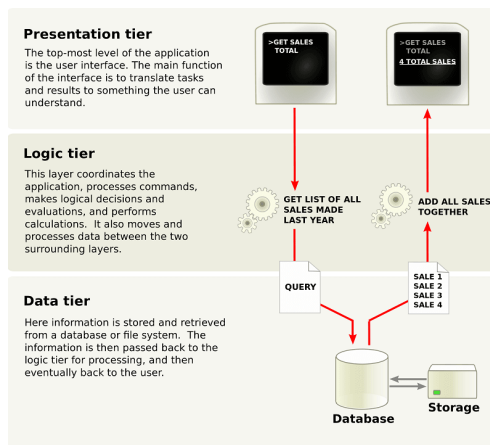 Presentation tier
The top-most level of the application
is the user interface. The main function
of the interface is to translate tasks
and results to something the user can
understand.
>GET SALES
TOTAL
>GET SALES
TOTAL
4 TOTAL SALES
Logic tier
This layer coordinates the
application, processes commands,
makes logical decisions and
evaluations, and performs
calculations. It also moves and
processes data between the two
surrounding layers.
GET LIST OF ALL
SALES MADE
LAST YEAR
ADD ALL SALES
TOGETHER
QUERY
SALE 1
SALE 2
SALE 3
SALE 4
Data tier
Here information is stored and retrieved
from a database or file system. The
information is then passed back to the
logic tier for processing, and then
eventually back to the user.
Database
Storage